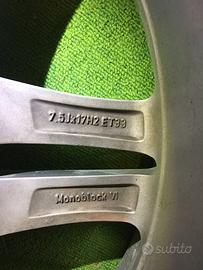 7.5Jx17H2 ET38
Monoblock VI
subito